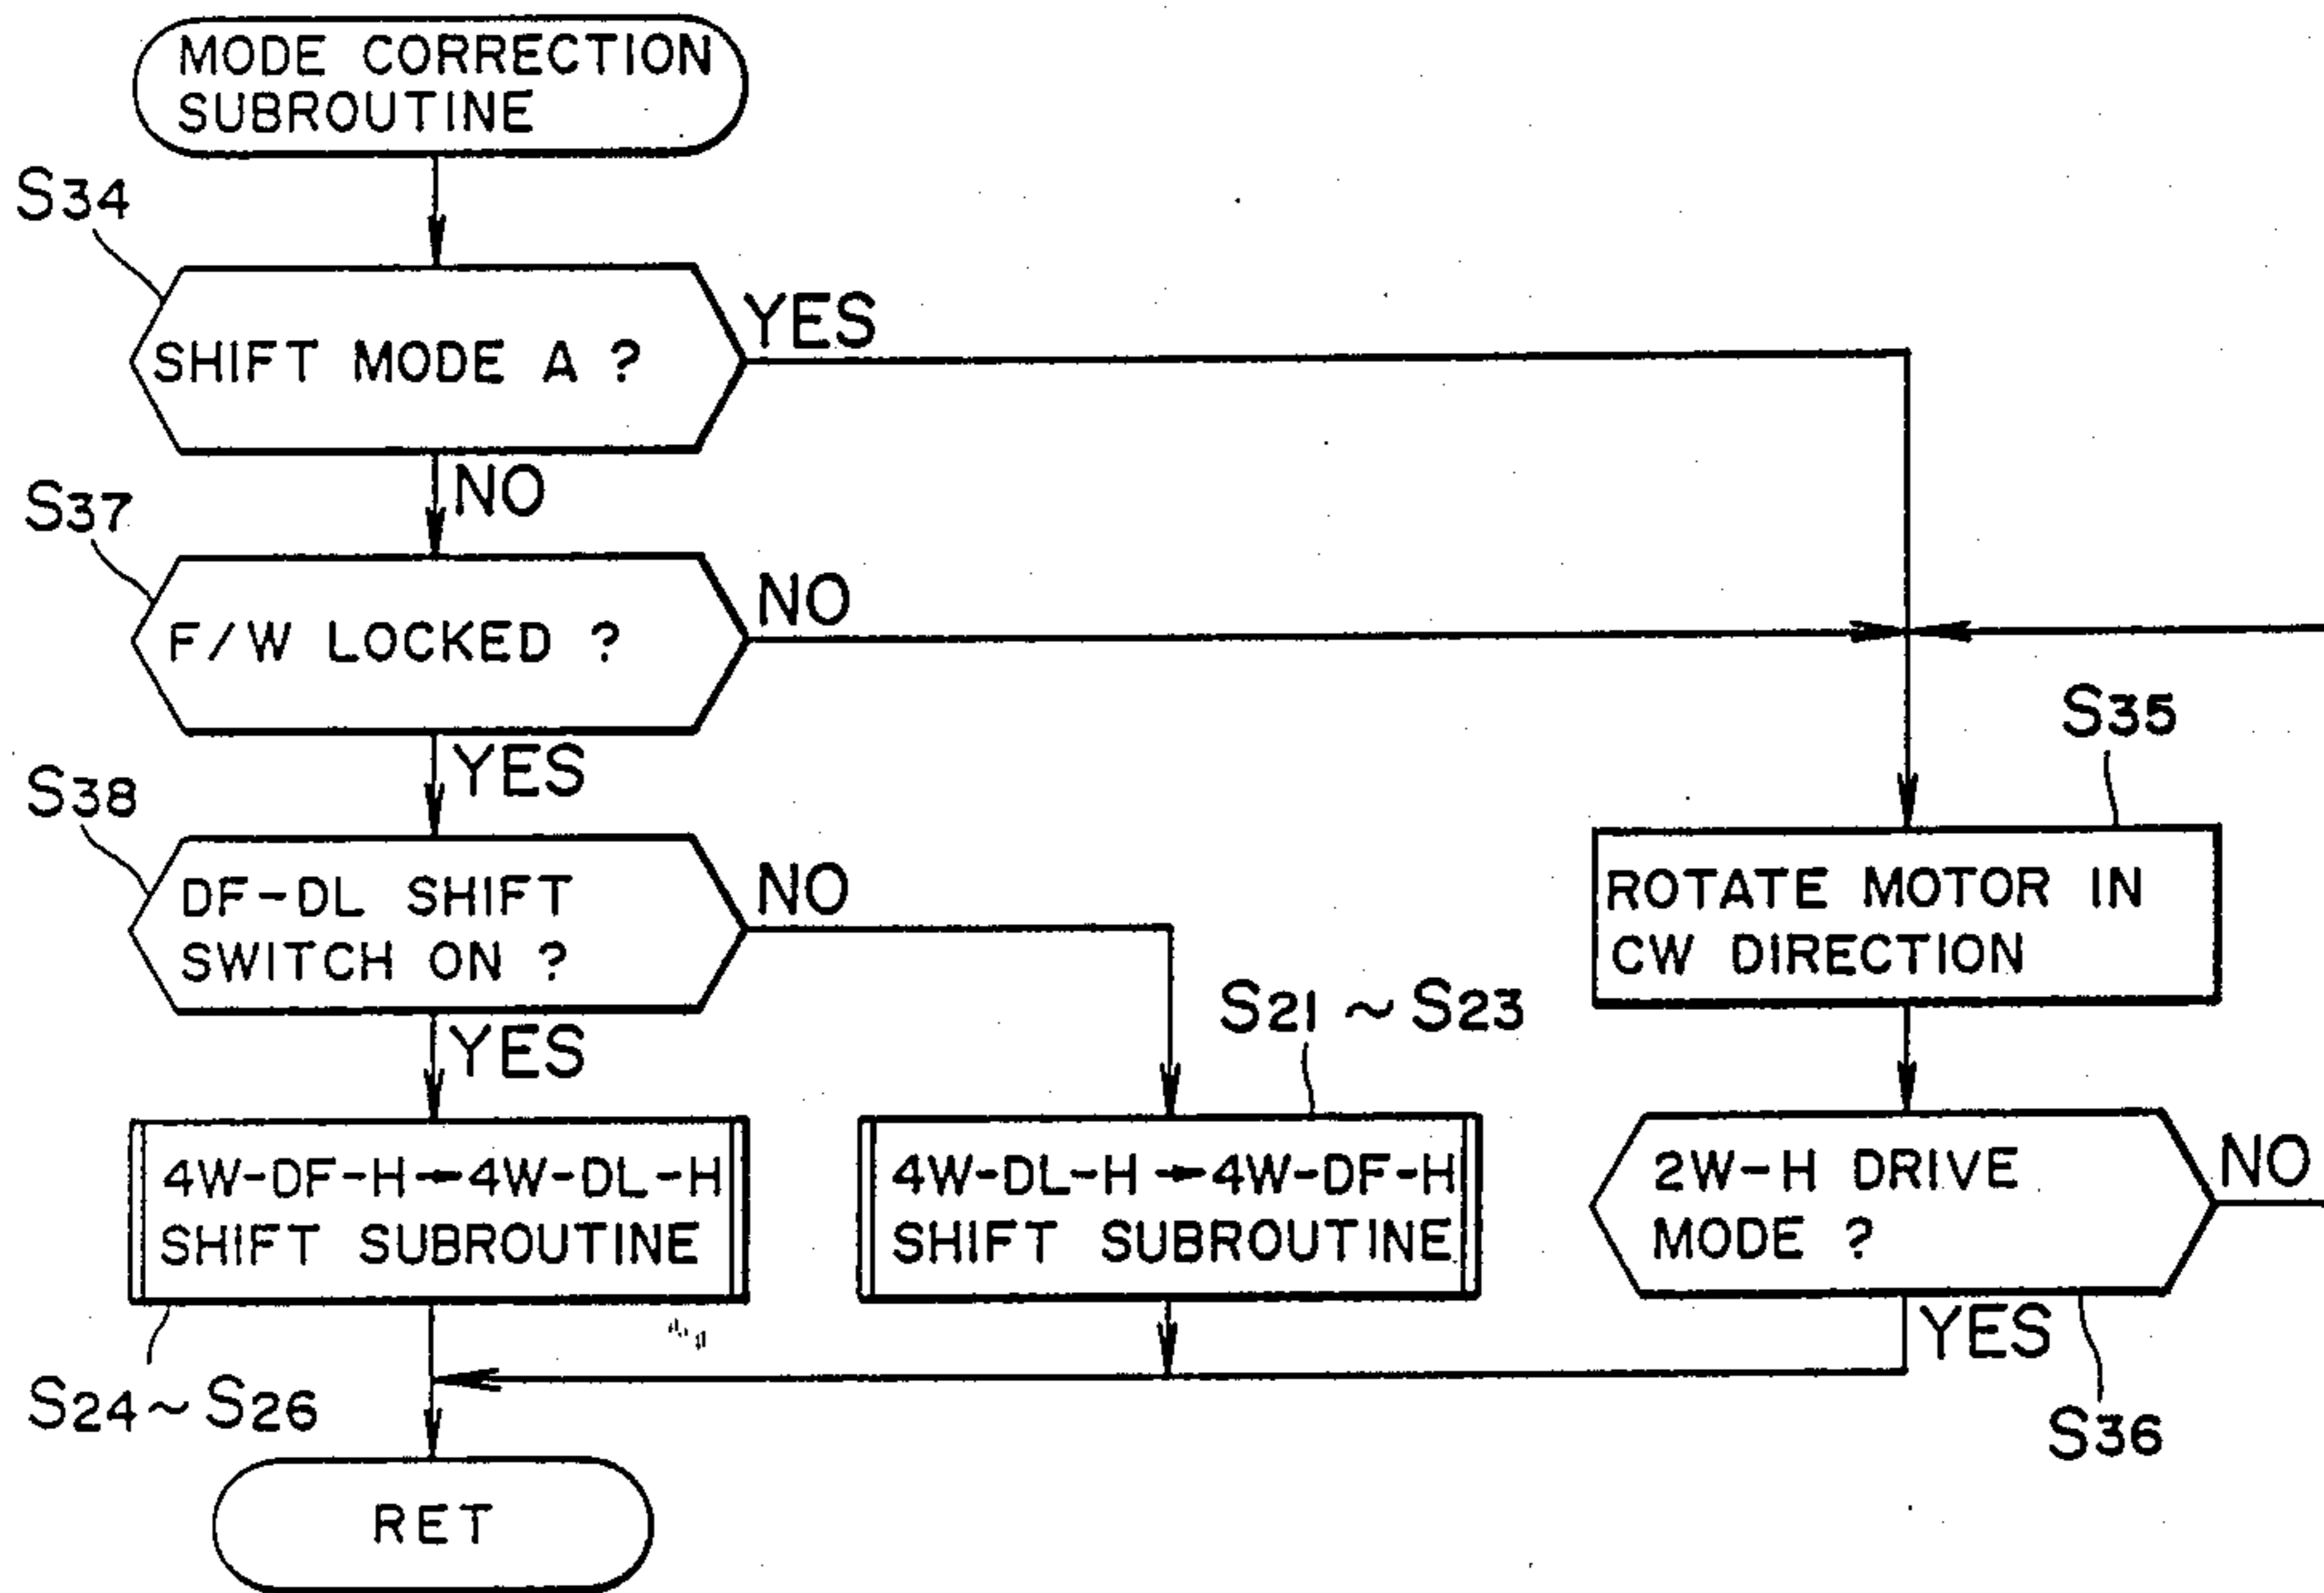 MODE CORRECTION
SUBROUTINE
S34
SHIFT MODE A ?
YES
NO
S37
F/W LOCKED ?
NO
YES
S38
DF-DL SHIFT
SWITCH ON ?
NO
YES
S35
ROTATE MOTOR IN
CW DIRECTION
S21 ~ S23
4W-DF-H→4W-DL-H
SHIFT SUBROUTINE
4W-DL-H→4W-DF-H
SHIFT SUBROUTINE
2W-H DRIVE
MODE ?
NO
YES
S24~S26
S36
RET